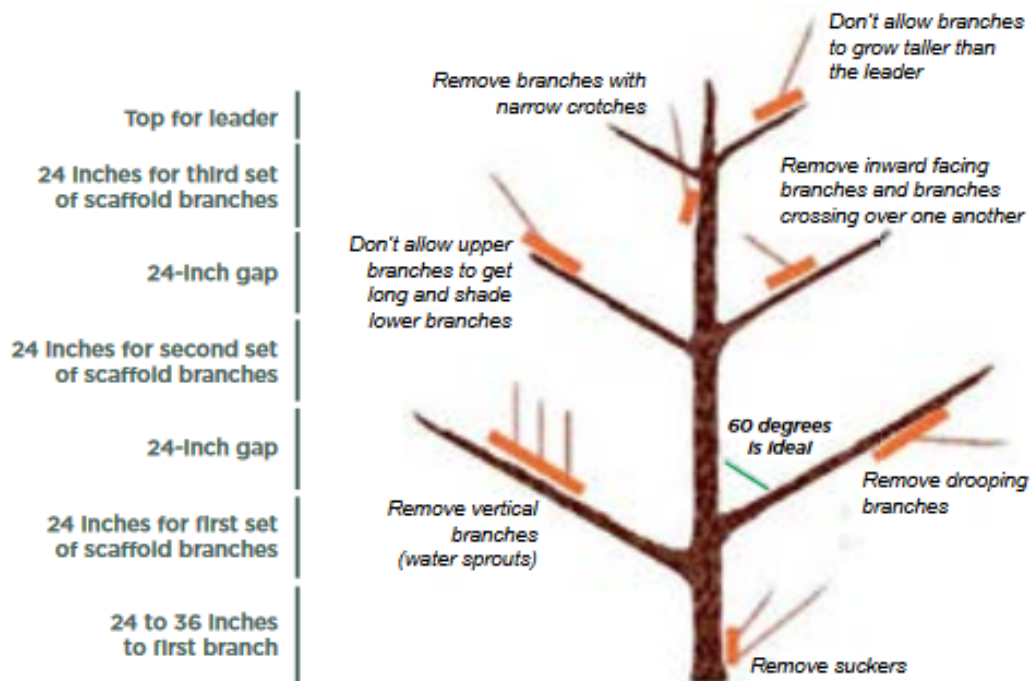 Don't allow branches
to grow taller than
the leader
Remove branches with
narrow crotches
Top for leader
24 inches for third set
of scaffold branches
Remove inward facing
branches and branches
crossing over one another
Don't allow upper
branches to get
long and shade
lower branches
24-inch gap
24 inches for second set
of scaffold branches
24-inch gap
60 degrees
is ideal
Remove drooping
branches
Remove vertical
branches
(water sprouts)
24 inches for first set
of scaffold branches
24 to 36 inches
to first branch
Remove suckers